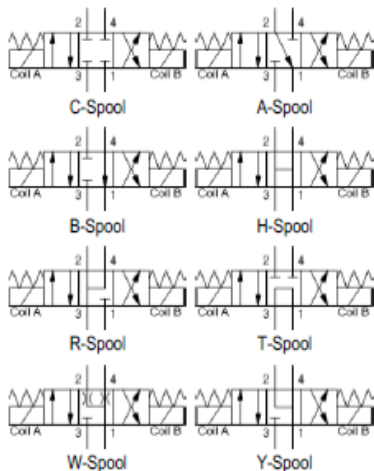 2 4 2 4
Coil A 3 1 Coil B Coil A 3 1 Coil B
C-Spool A-Spool
2 4 2 4
Coil A 3 1 Coil B Coil A 3 1 Coil B
B-Spool H-Spool
2 4 2 4
Coil A 3 1 Coil B Coil A 3 1 Coil B
R-Spool T-Spool
2 4 2 4
Coil A 3 1 Coil B Coil A 3 1 Coil B
W-Spool Y-Spool